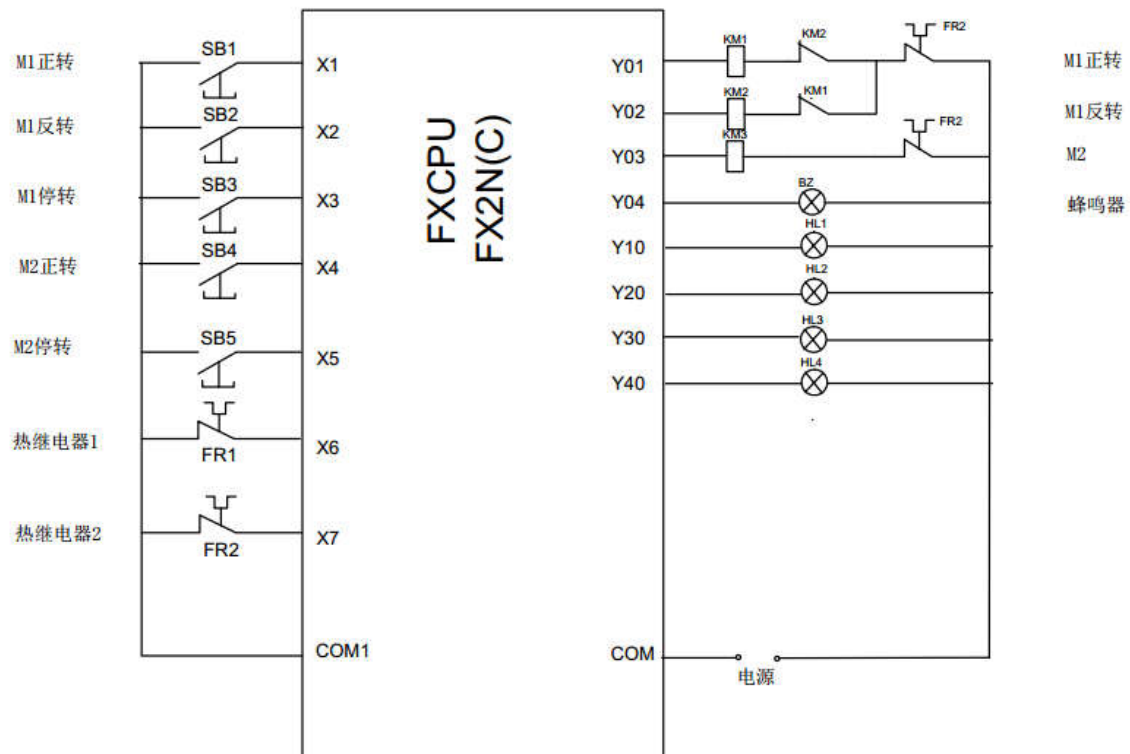 M1正转
SB1
X1
M1反转
SB2
X2
M1停转
SB3
X3
M2正转
SB4
X4
M2停转
SB5
X5
热继电器1
FR1
X6
热继电器2
FR2
X7
COM1
FXCPU
FX2N(C)
Y01
KM1
KM2
FR2
M1正转
Y02
KM2
KM1
M1反转
Y03
KM3
FR2
M2
Y04
BZ
蜂鸣器
Y10
HL1
Y20
HL2
Y30
HL3
Y40
HL4
COM
电源